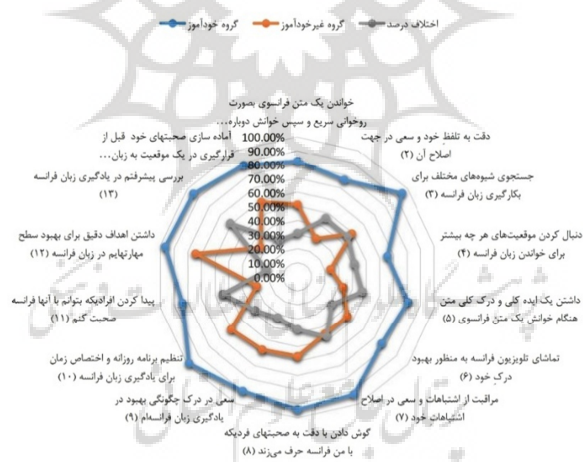 گروه خودآموز
گروه غیرخودآموز
اختلاف درصد
خواندن یک متن فرانسوی بصورت
روخوانی سریع و سپس خوانش دوباره...
دقت به تلفظ خود و سعی در جهت
اصلاح آن (۲)
جستجوی شیوه‌های مختلف برای
بکارگیری زبان فرانسه (۳)
دنبال کردن موقعیت‌های هر چه بیشتر
برای خواندن زبان فرانسه (۴)
داشتن یک ایده کلی و درک کلی متن
هنگام خوانش یک متن فرانسوی (۵)
تماشای تلویزیون فرانسه به منظور بهبود
درک خود (۶)
مراقبت از اشتباهات و سعی در اصلاح
اشتباهات خود (۷)
گوش دادن با دقت به صحبتهای فردیکه
با من فرانسه حرف می‌زند (۸)
سعی در درک چگونگی بهبود در
یادگیری زبان فرانسه‌ام (۹)
تنظیم برنامه روزانه و اختصاص زمان
برای یادگیری زبان فرانسه (۱۰)
پیدا کردن افرادیکه بتوانم با آنها فرانسه
صحبت کنم (۱۱)
داشتن اهداف دقیق برای بهبود سطح
مهارتهایم در زبان فرانسه (۱۲)
بررسی پیشرفتم در یادگیری زبان فرانسه
(۱۳)
آماده سازی صحبتهای خود قبل از
قرارگیری در یک موقعیت به زبان...
100.00%
90.00%
80.00%
70.00%
60.00%
50.00%
40.00%
30.00%
20.00%
10.00%
0.00%